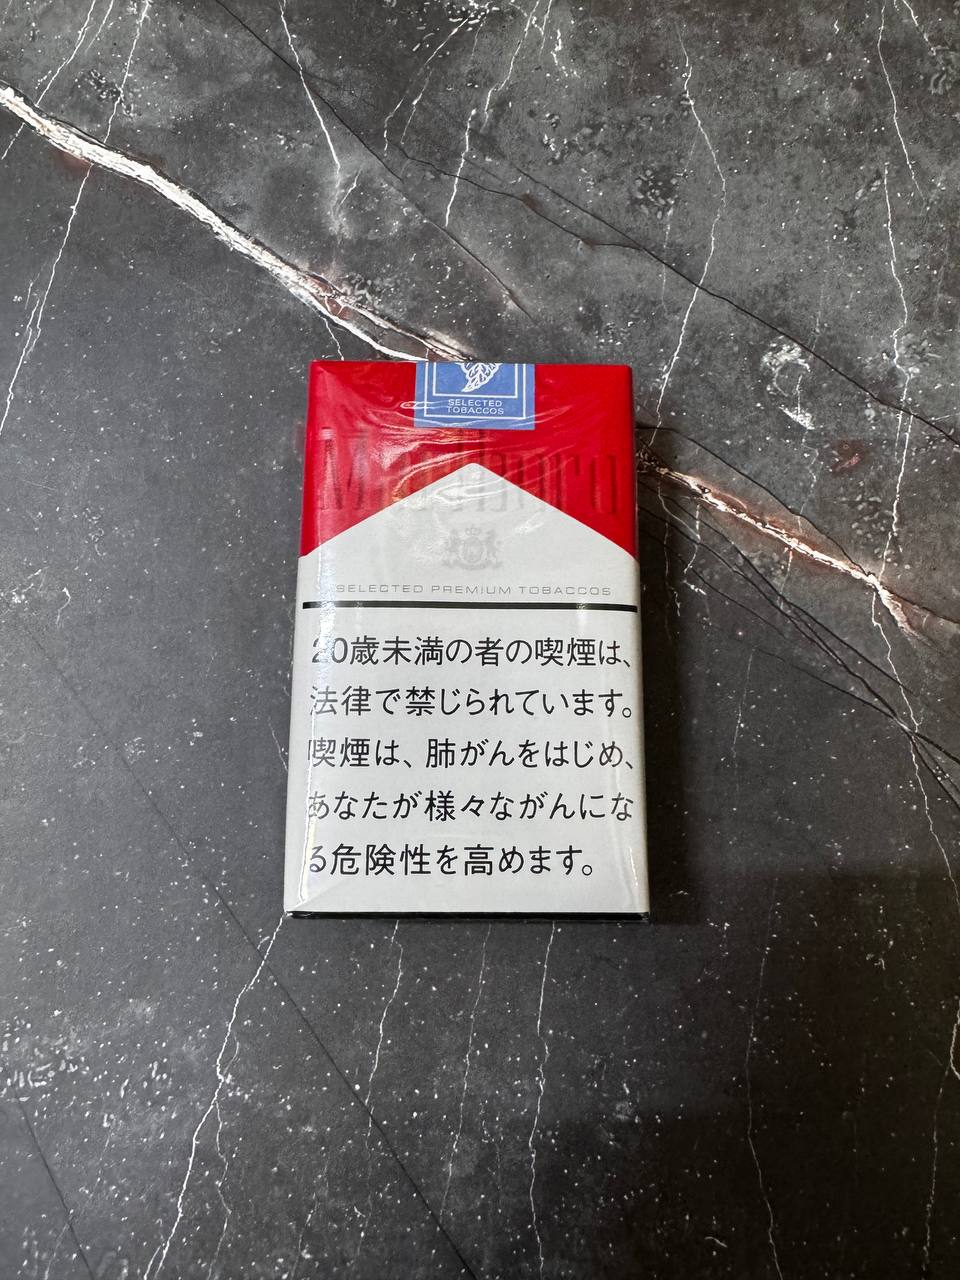 SELECTED
TOBACCOS
Marlboro
SELECTED PREMIUM TOBACCOS
20歳未満の者の喫煙は、
法律で禁じられています。
喫煙は、肺がんをはじめ、
あなたが様々ながんにな
る危険性を高めます。